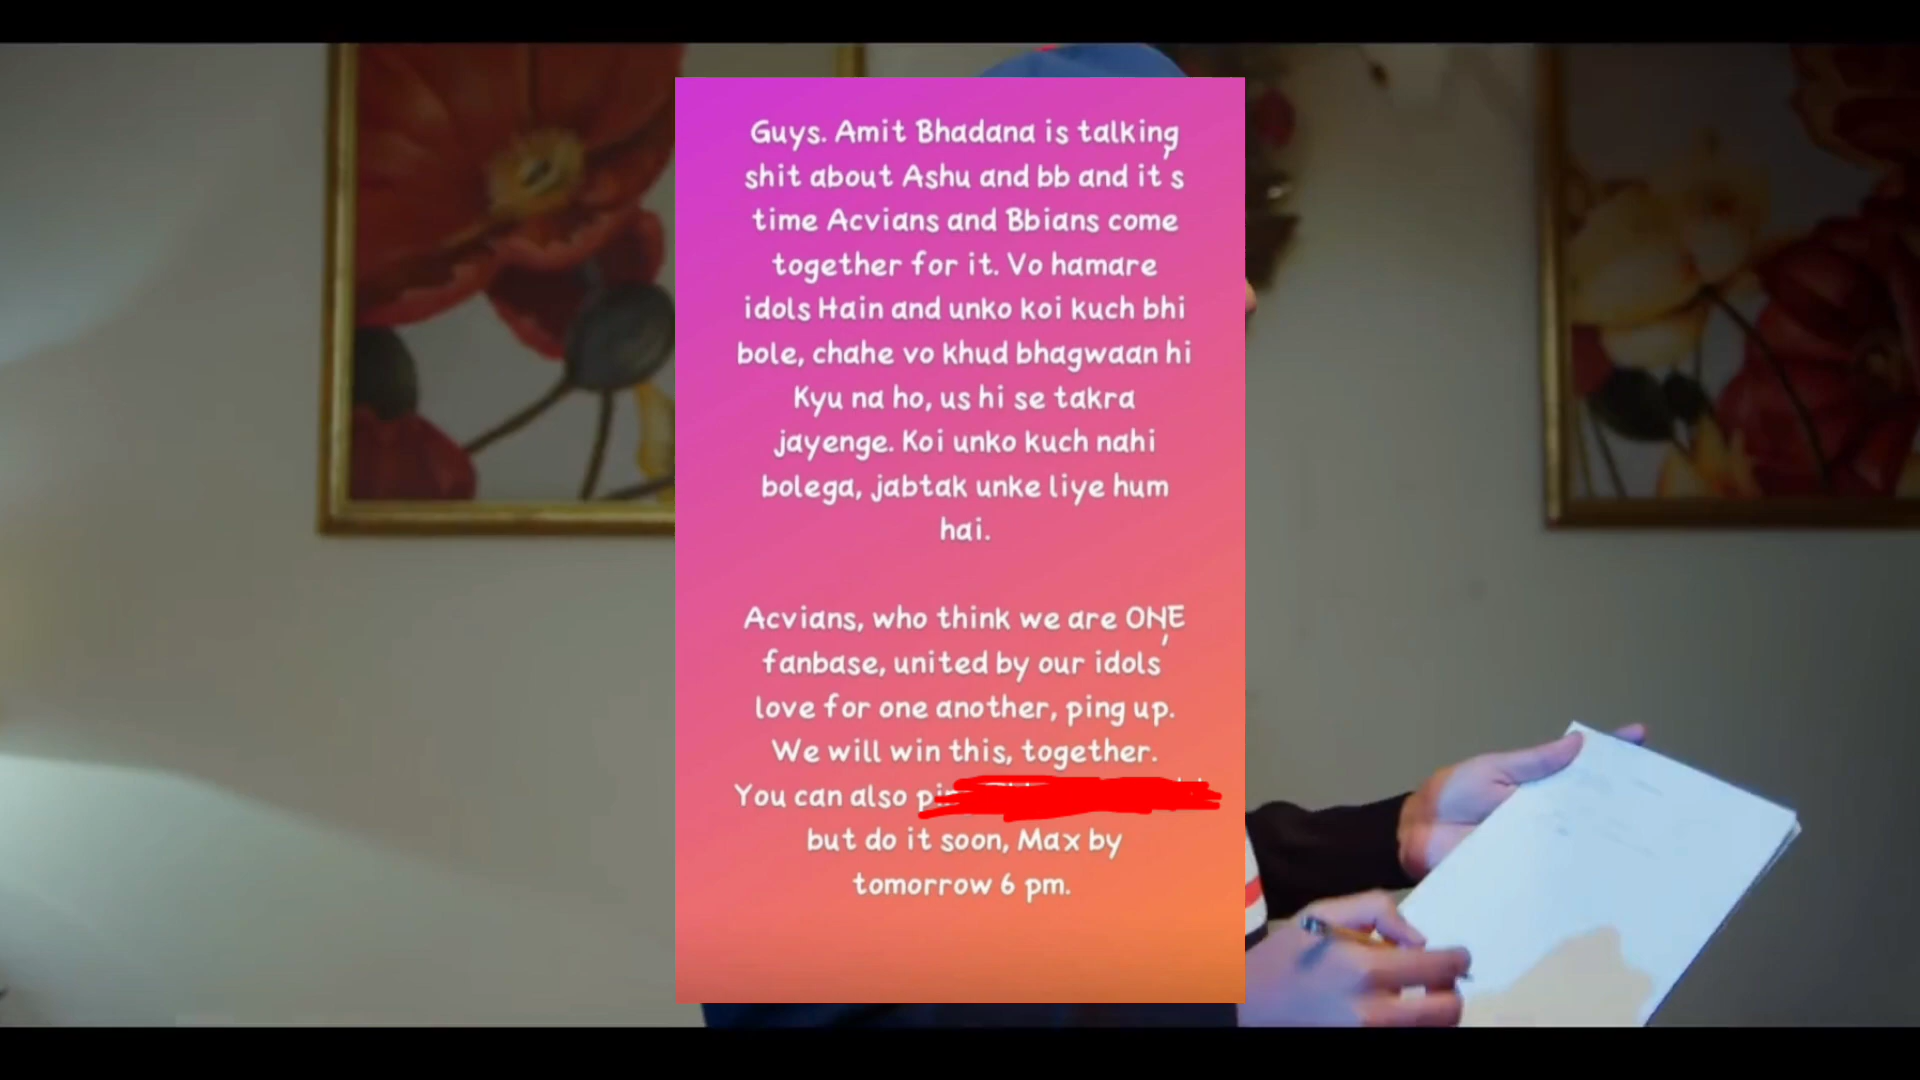 Guys. Amit Bhadana is talking
shit about Ashu and bb and it's
time Acvians and Bbians come
together for it. Vo hamare
idols Hain and unko koi kuch bhi
bole, chahe vo khud bhagwaan hi
Kyu na ho, us hi se takra
jayenge. Koi unko kuch nahi
bolega, jabtak unke liye hum
hai.
Acvians, who think we are ONE
fanbase, united by our idols'
love for one another, ping up.
We will win this, together.
You can also
but do it soon, Max by
tomorrow 6 pm.